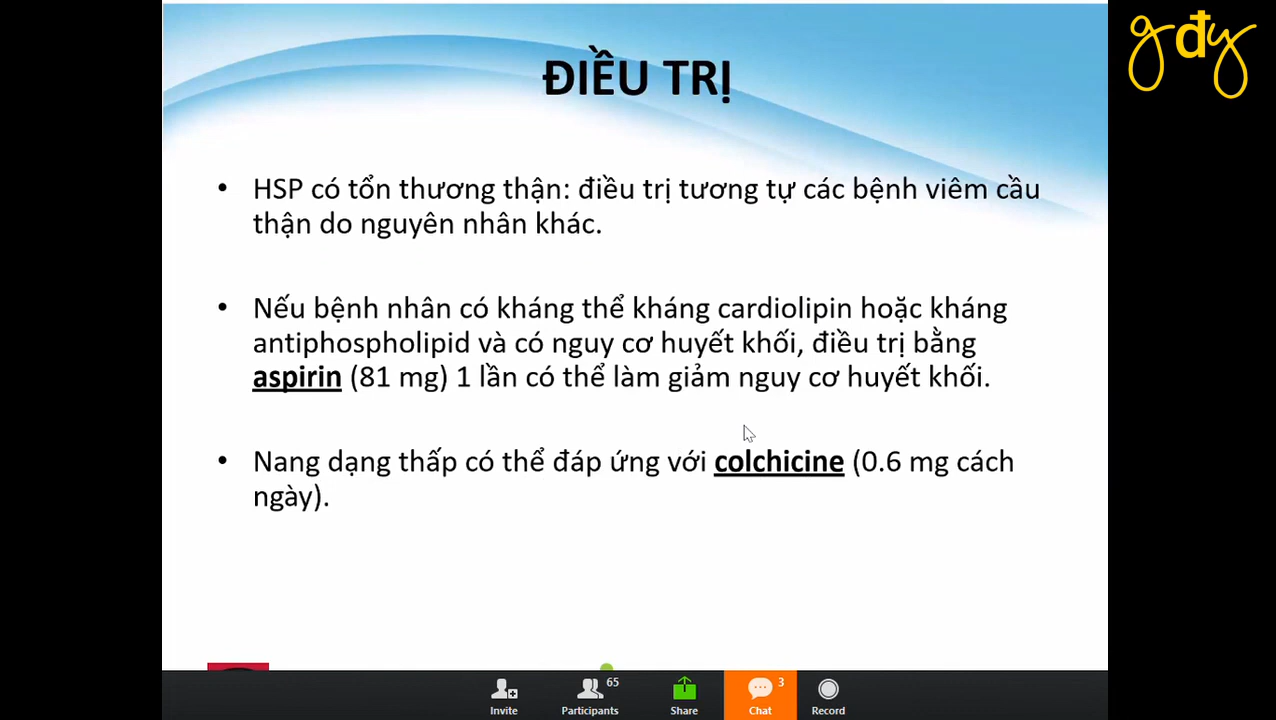 gđy
ĐIỀU TRỊ
• HSP có tổn thương thận: điều trị tương tự các bệnh viêm cầu
thận do nguyên nhân khác.
• Nếu bệnh nhân có kháng thể kháng cardiolipin hoặc kháng
antiphospholipid và có nguy cơ huyết khối, điều trị bằng
aspirin (81 mg) 1 lần có thể làm giảm nguy cơ huyết khối.
• Nang dạng thấp có thể đáp ứng với colchicine (0.6 mg cách
ngày).
65
3
Invite
Participants
Share
Chat
Record